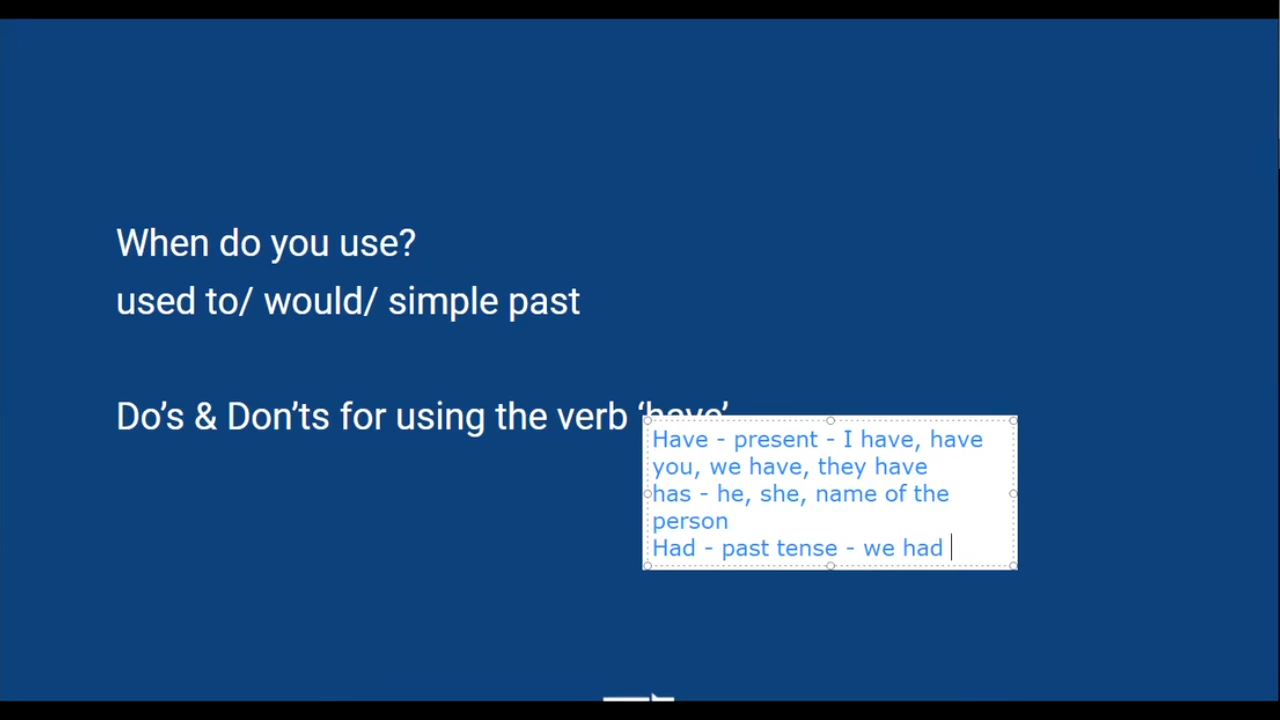 When do you use?
used to/ would/ simple past
Do’s & Don’ts for using the verb ‘have’
Have - present - I have, have
you, we have, they have
has - he, she, name of the
person
Had - past tense - we had